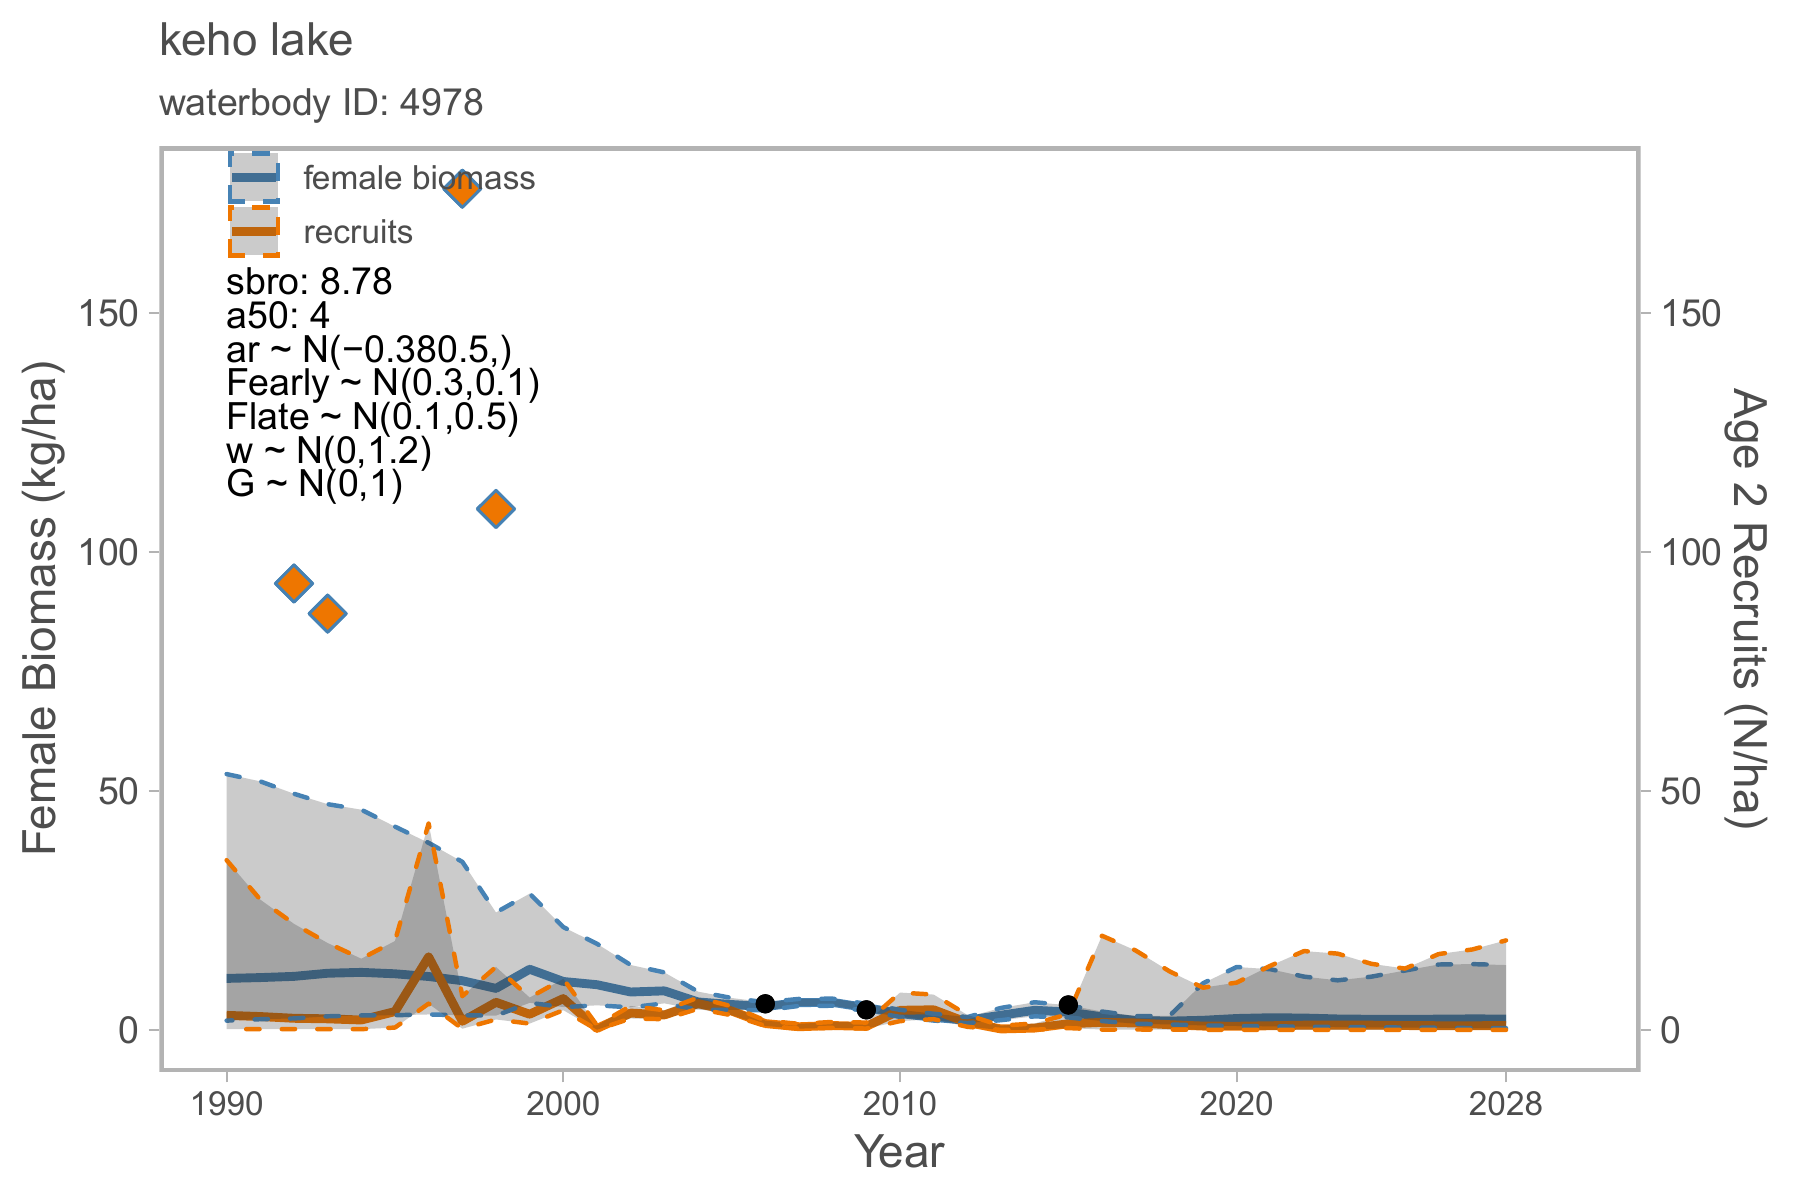 keho lake
waterbody ID: 4978
female biomass
recruits
sbro: 8.78
a50: 4
ar ~ N(−0.380.5,)
Fearly ~ N(0.3,0.1)
Flate ~ N(0.1,0.5)
w ~ N(0,1.2)
G ~ N(0,1)
Female Biomass (kg/ha)
150
100
50
0
150
100
50
0
Age 2 Recruits (N/ha)
1990 2000 2010 2020 2028
Year